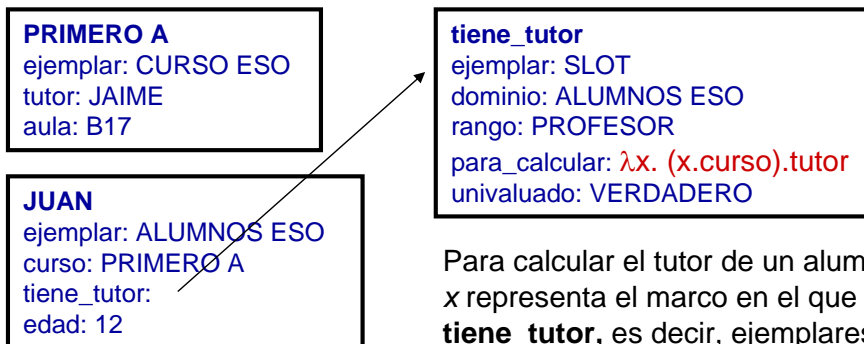 PRIMERO A
ejemplar: CURSO ESO
tutor: JAIME
aula: B17
JUAN
ejemplar: ALUMNOS ESO
curso: PRIMERO A
tiene_tutor:
edad: 12
tiene_tutor
ejemplar: SLOT
dominio: ALUMNOS ESO
rango: PROFESOR
para_calcular: λx. (x.curso).tutor
univaluado: VERDADERO
Para calcular el tutor de un alum
x representa el marco en el que
tiene_tutor, es decir, ejemplares